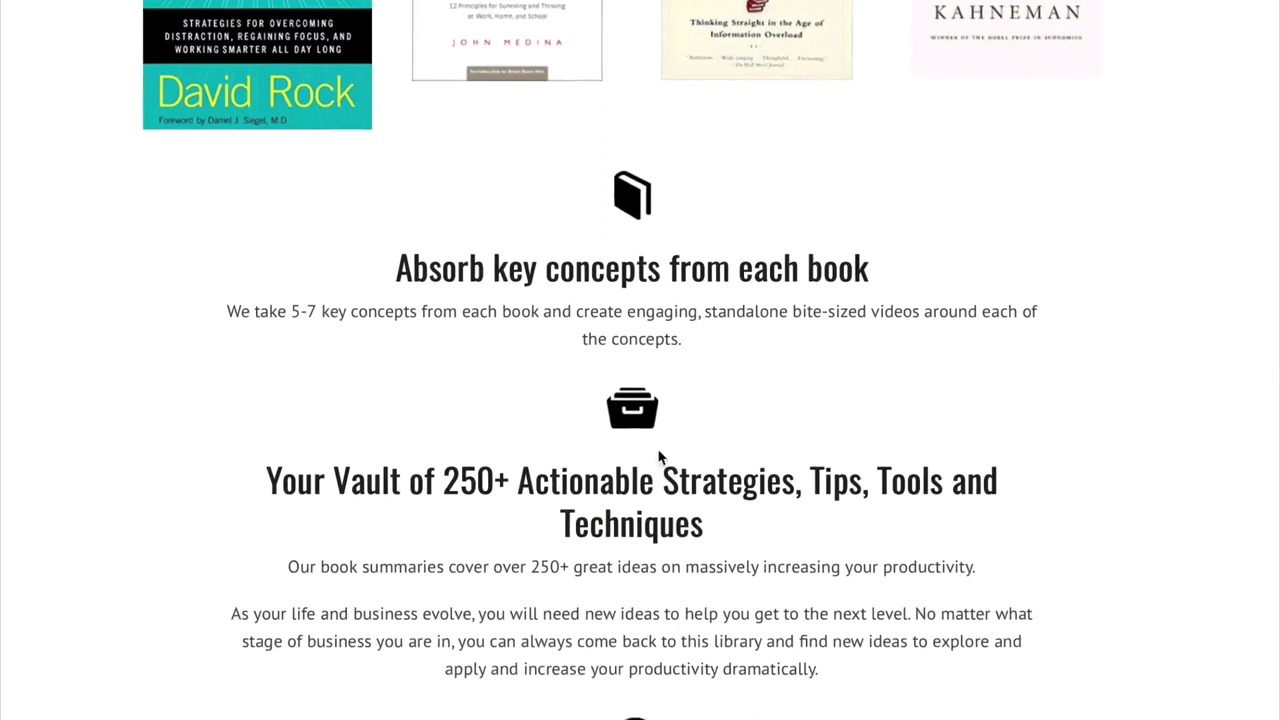 STRATEGIES FOR OVERCOMING
DISTRACTION, REGAINING FOCUS, AND
WORKING SMARTER ALL DAY LONG
David Rock
Foreword by Daniel J. Siegel, M.D.
12 Principles for Surviving and Thriving
at Work, Home, and School
JOHN MEDINA
Thinking Straight in the Age of
Information Overload
KAHNEMAN
WINNER OF THE NOBEL PRIZE IN ECONOMICS
Absorb key concepts from each book
We take 5-7 key concepts from each book and create engaging, standalone bite-sized videos around each of
the concepts.
Your Vault of 250+ Actionable Strategies, Tips, Tools and
Techniques
Our book summaries cover over 250+ great ideas on massively increasing your productivity.
As your life and business evolve, you will need new ideas to help you get to the next level. No matter what
stage of business you are in, you can always come back to this library and find new ideas to explore and
apply and increase your productivity dramatically.